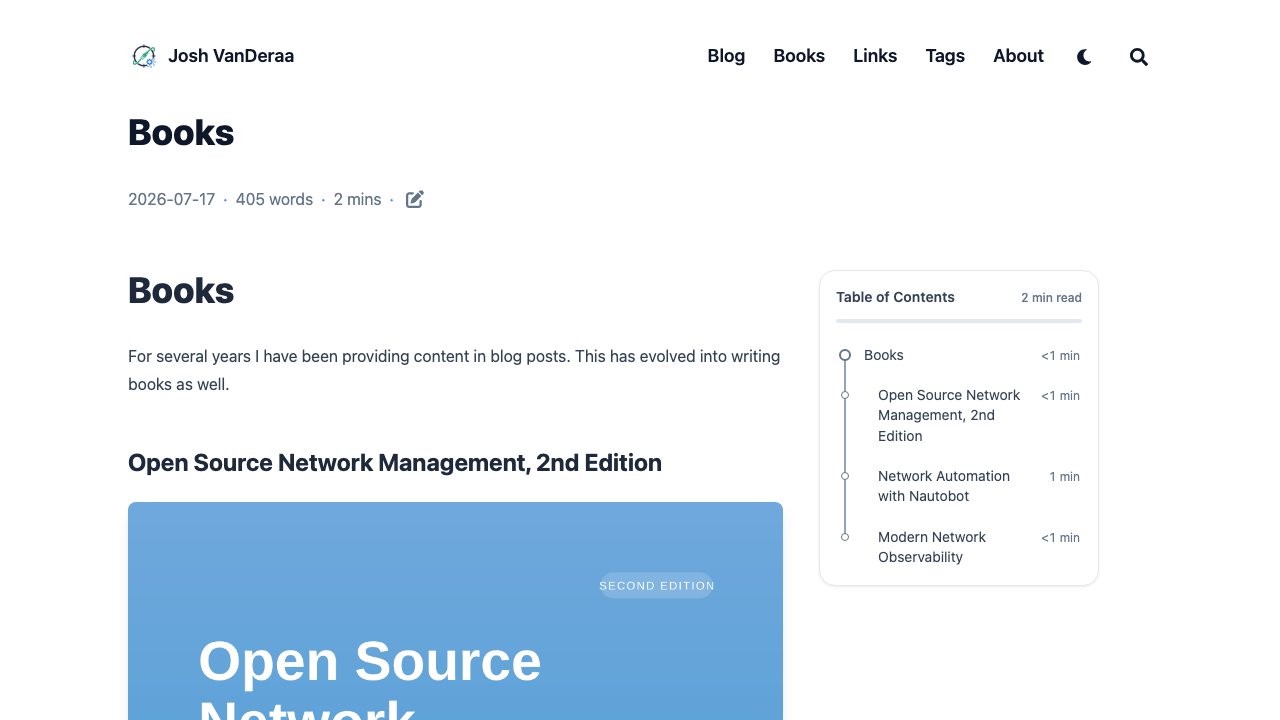 Josh VanDeraa
Blog
Books
Links
Tags
About
Books
2026-07-17 · 405 words · 2 mins ·
Books
For several years I have been providing content in blog posts. This has evolved into writing
books as well.
Open Source Network Management, 2nd Edition
SECOND EDITION
Open Source
Network
Table of Contents
2 min read
Books
<1 min
Open Source Network
<1 min
Management, 2nd
Edition
Network Automation
1 min
with Nautobot
Modern Network
<1 min
Observability